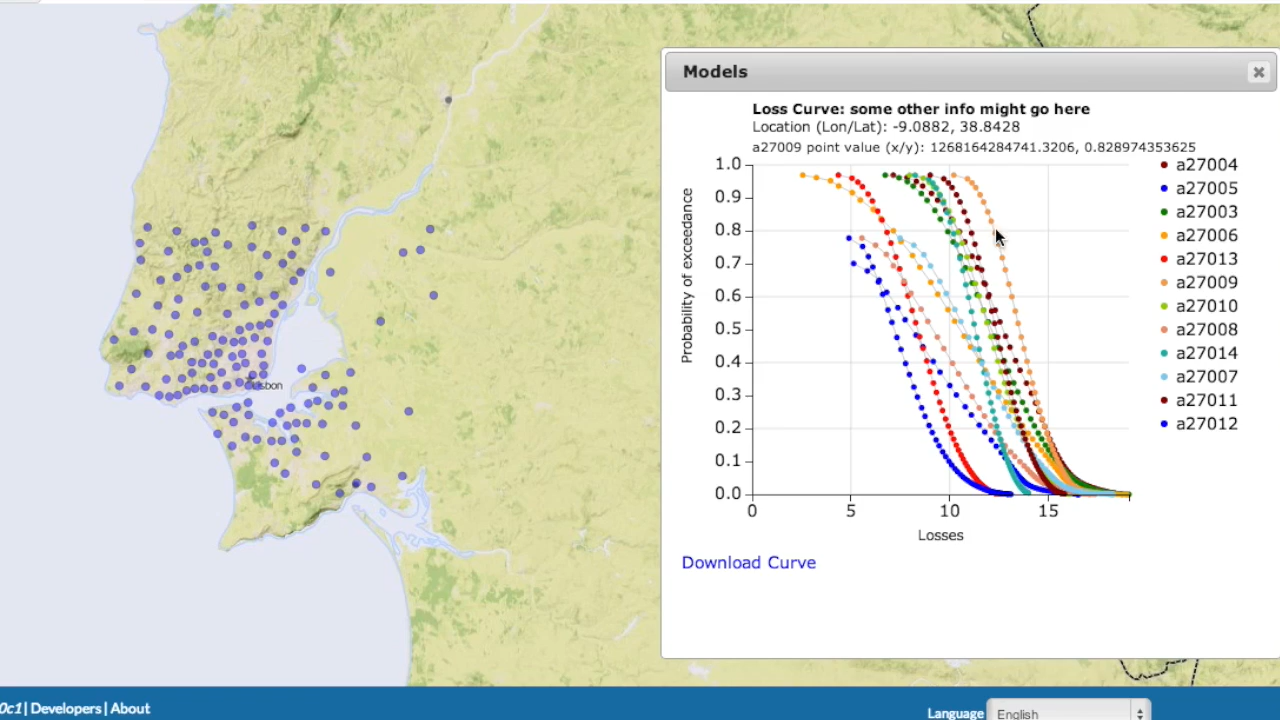 Lisbon
Models
Loss Curve: some other info might go here
Location (Lon/Lat): -9.0882, 38.8428
a27009 point value (x/y): 1268164284741.3206, 0.828974353625
1.0
0.9
0.8
0.7
0.6
0.5
0.4
0.3
0.2
0.1
0.0
Probability of exceedance
0 5 10 15
Losses
a27004
a27005
a27003
a27006
a27013
a27009
a27010
a27008
a27014
a27007
a27011
a27012
Download Curve
0c1| Developers | About
Language English